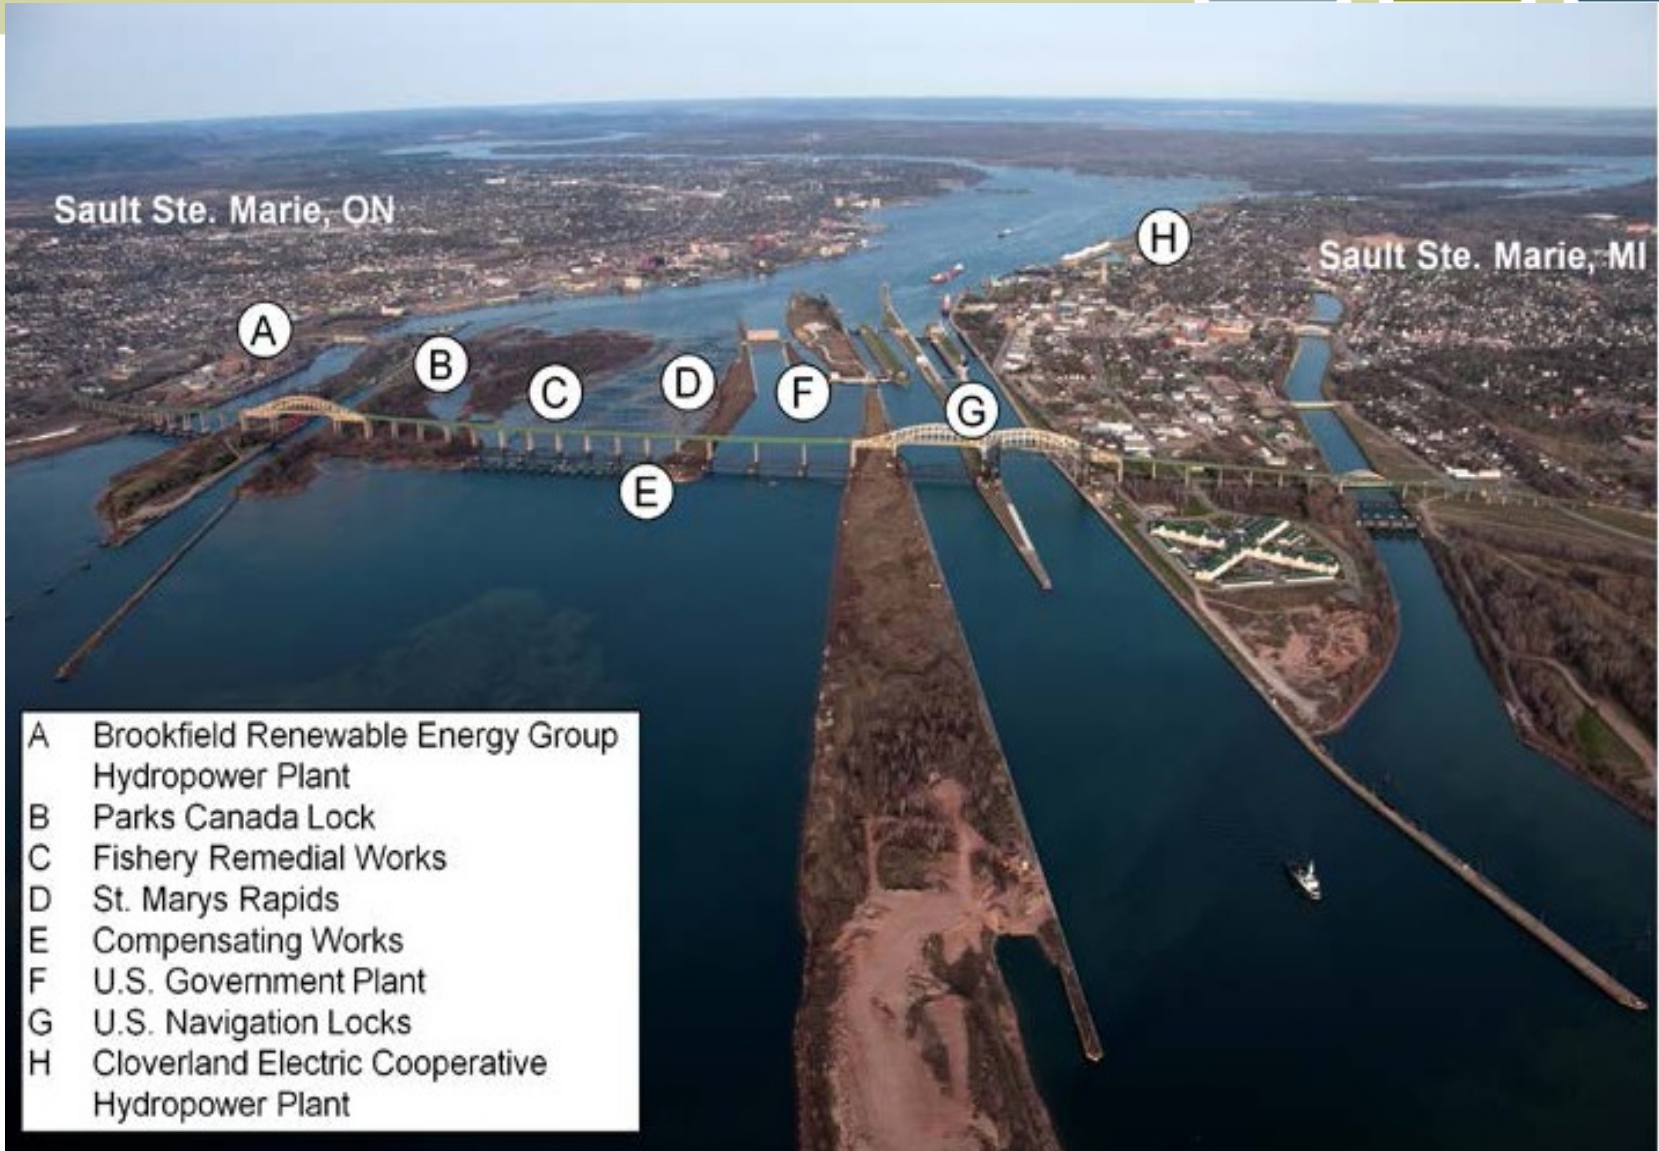 Sault Ste. Marie, ON
Sault Ste. Marie, MI
H
A
B
C
D
F
G
E
A Brookfield Renewable Energy Group
Hydropower Plant
B Parks Canada Lock
C Fishery Remedial Works
D St. Marys Rapids
E Compensating Works
F U.S. Government Plant
G U.S. Navigation Locks
H Cloverland Electric Cooperative
Hydropower Plant